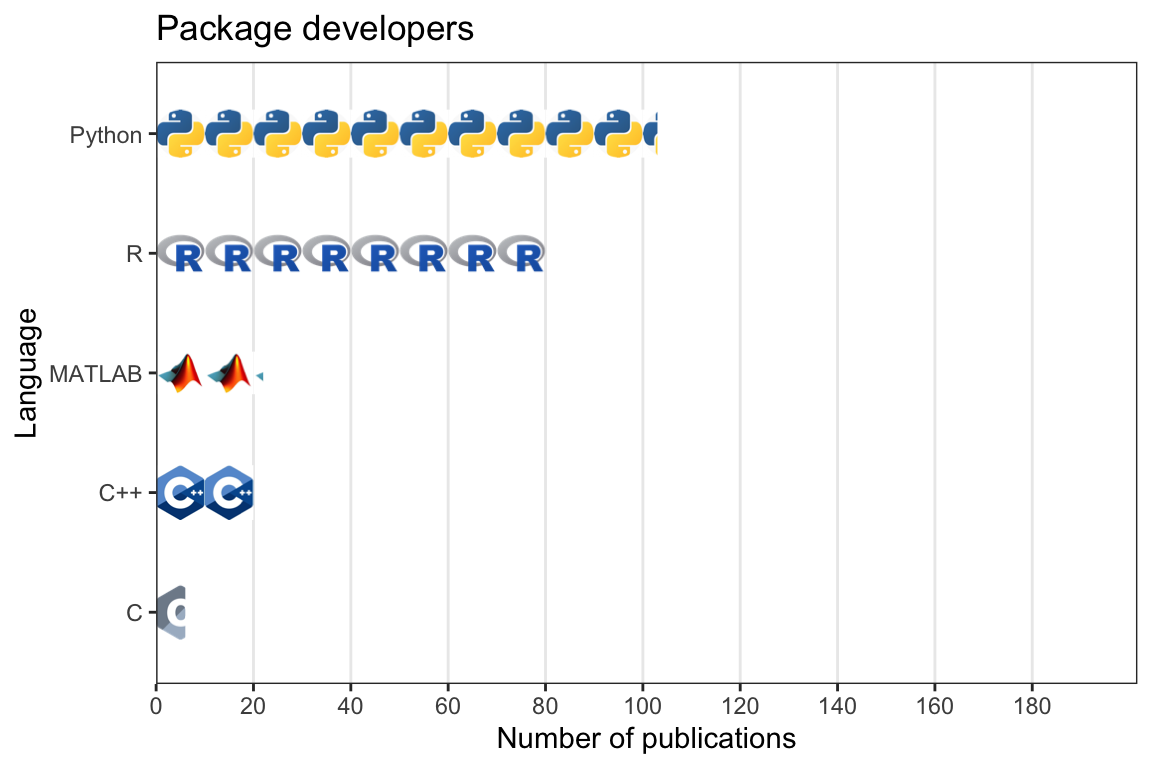 Package developers
Language
Python
R
R R R R R R R R
MATLAB
C++
C++ C++
C
C
0 20 40 60 80 100 120 140 160 180
Number of publications